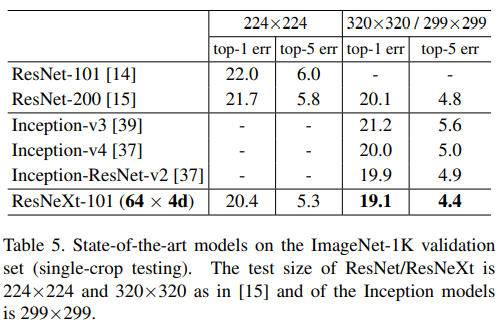 224×224 320×320 / 299×299
top-1 err top-5 err top-1 err top-5 err
ResNet-101 [14] 22.0 6.0 - -
ResNet-200 [15] 21.7 5.8 20.1 4.8
Inception-v3 [39] - - 21.2 5.6
Inception-v4 [37] - - 20.0 5.0
Inception-ResNet-v2 [37] - - 19.9 4.9
ResNeXt-101 (64 × 4d) 20.4 5.3 19.1 4.4
Table 5. State-of-the-art models on the ImageNet-1K validation
set (single-crop testing). The test size of ResNet/ResNeXt is
224×224 and 320×320 as in [15] and of the Inception models
is 299×299.